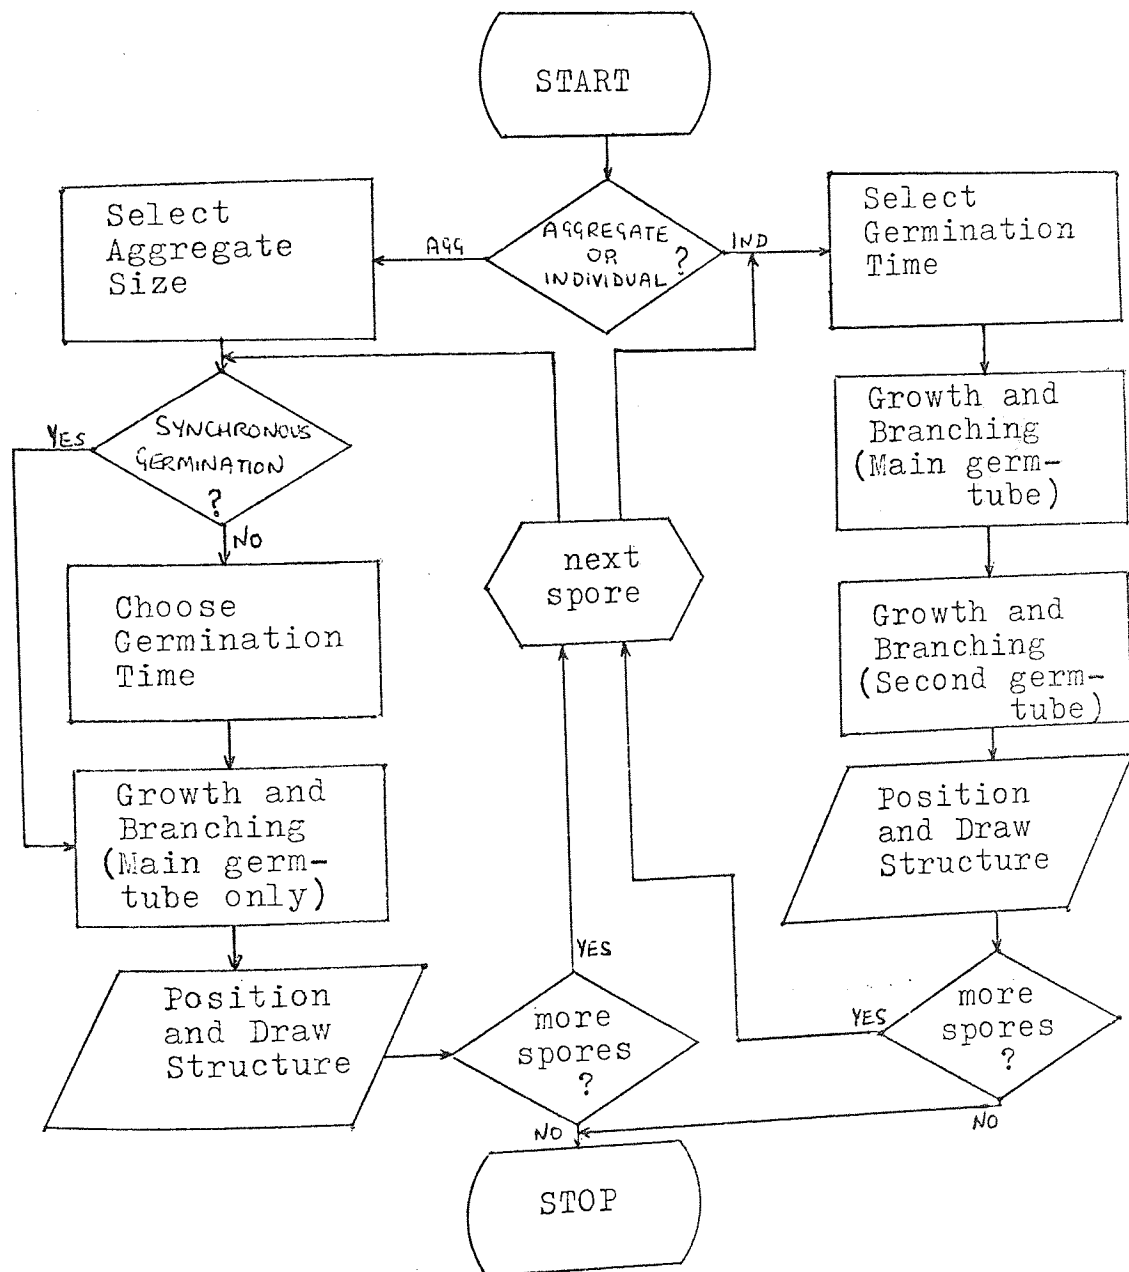 START
AGGREGATE
OR
INDIVIDUAL ?
AGG
IND
Select
Aggregate
Size
Select
Germination
Time
SYNCHRONOUS
GERMINATION
?
YES
NO
Growth and
Branching
(Main germ-
tube)
next
spore
Choose
Germination
Time
Growth and
Branching
(Second germ-
tube)
Growth and
Branching
(Main germ-
tube only)
Position
and Draw
Structure
Position
and Draw
Structure
YES
more
spores
?
NO
YES
more
spores
?
NO
STOP